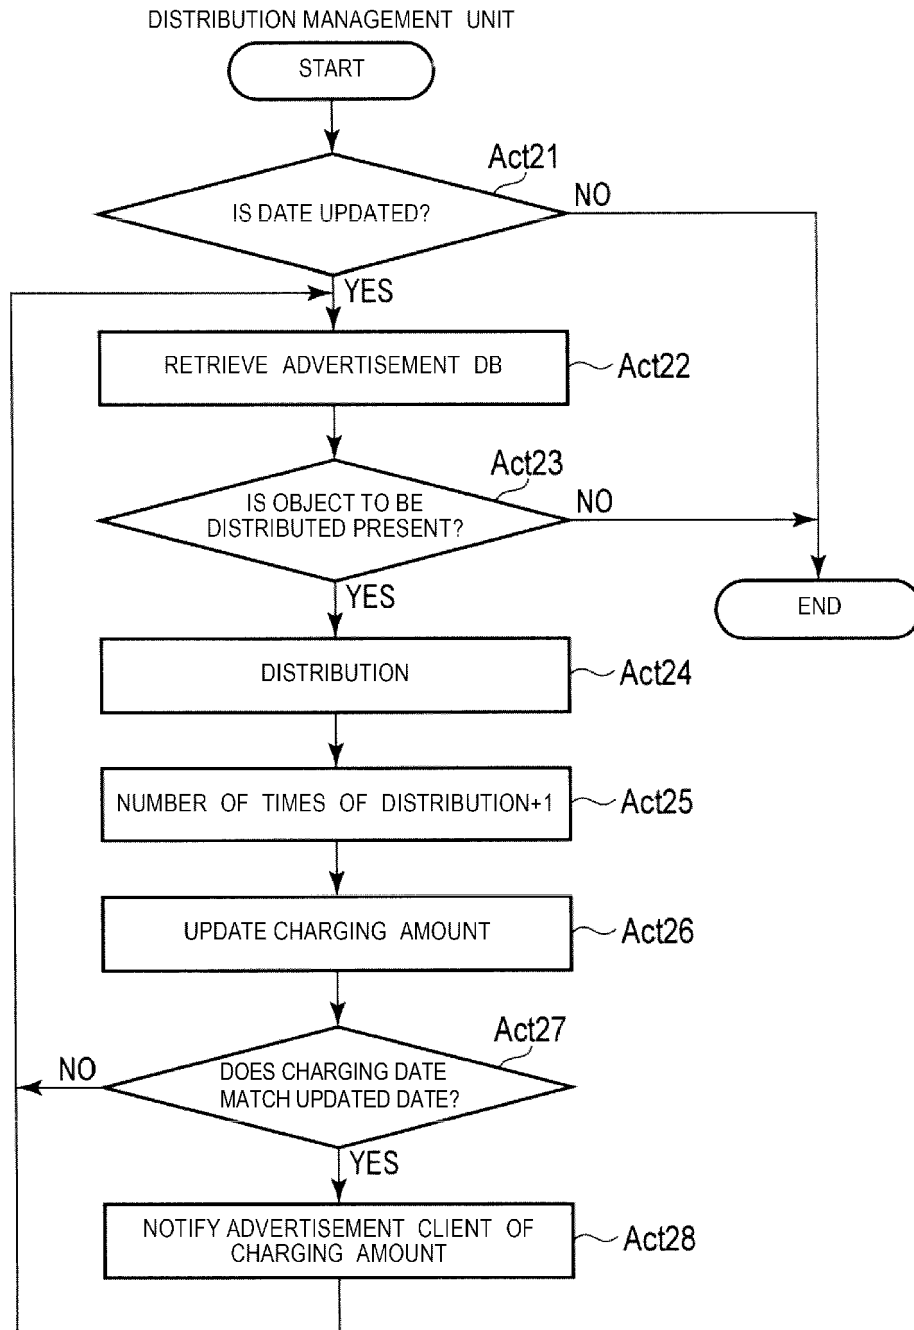 DISTRIBUTION MANAGEMENT UNIT
START
Act21
IS DATE UPDATED?
NO
YES
RETRIEVE ADVERTISEMENT DB
Act22
Act23
IS OBJECT TO BE
DISTRIBUTED PRESENT?
NO
YES
END
DISTRIBUTION
Act24
NUMBER OF TIMES OF DISTRIBUTION+1
Act25
UPDATE CHARGING AMOUNT
Act26
Act27
DOES CHARGING DATE
MATCH UPDATED DATE?
NO
YES
NOTIFY ADVERTISEMENT CLIENT OF
CHARGING AMOUNT
Act28